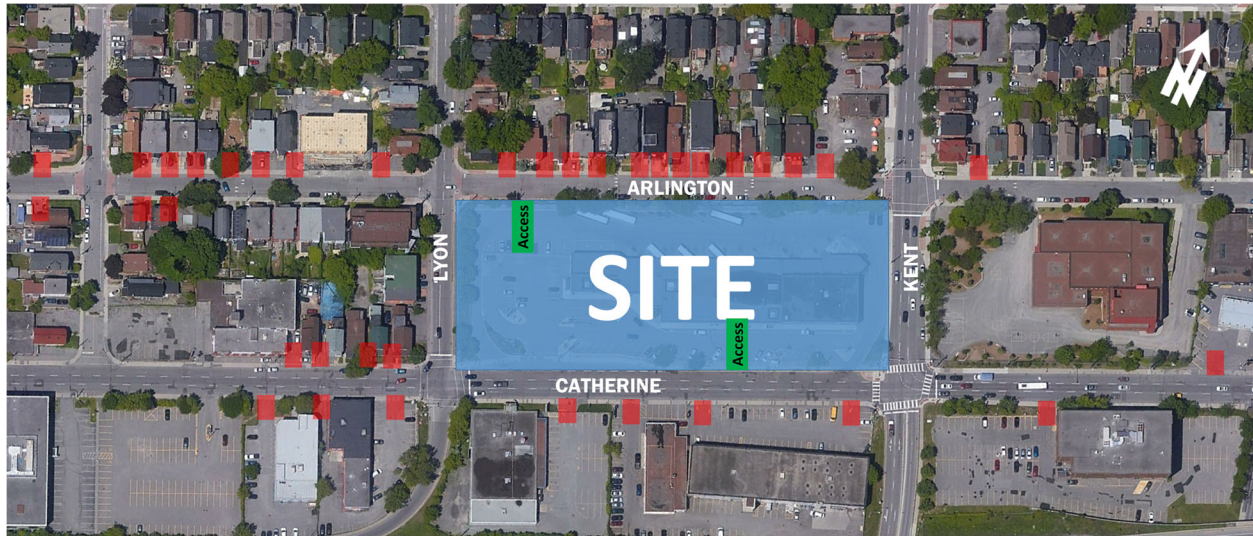 N
ARLINGTON
Access
LYON
SITE
KENT
Access
CATHERINE